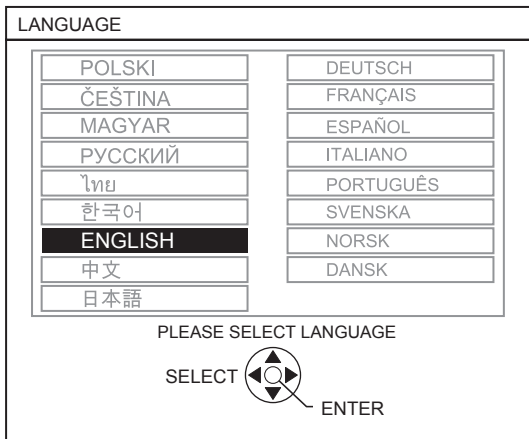 LANGUAGE
POLSKI
ČEŠTINA
MAGYAR
РУССКИЙ
ไทย
한국어
ENGLISH
中文
日本語
DEUTSCH
FRANÇAIS
ESPAÑOL
ITALIANO
PORTUGUÊS
SVENSKA
NORSK
DANSK
PLEASE SELECT LANGUAGE
SELECT
ENTER